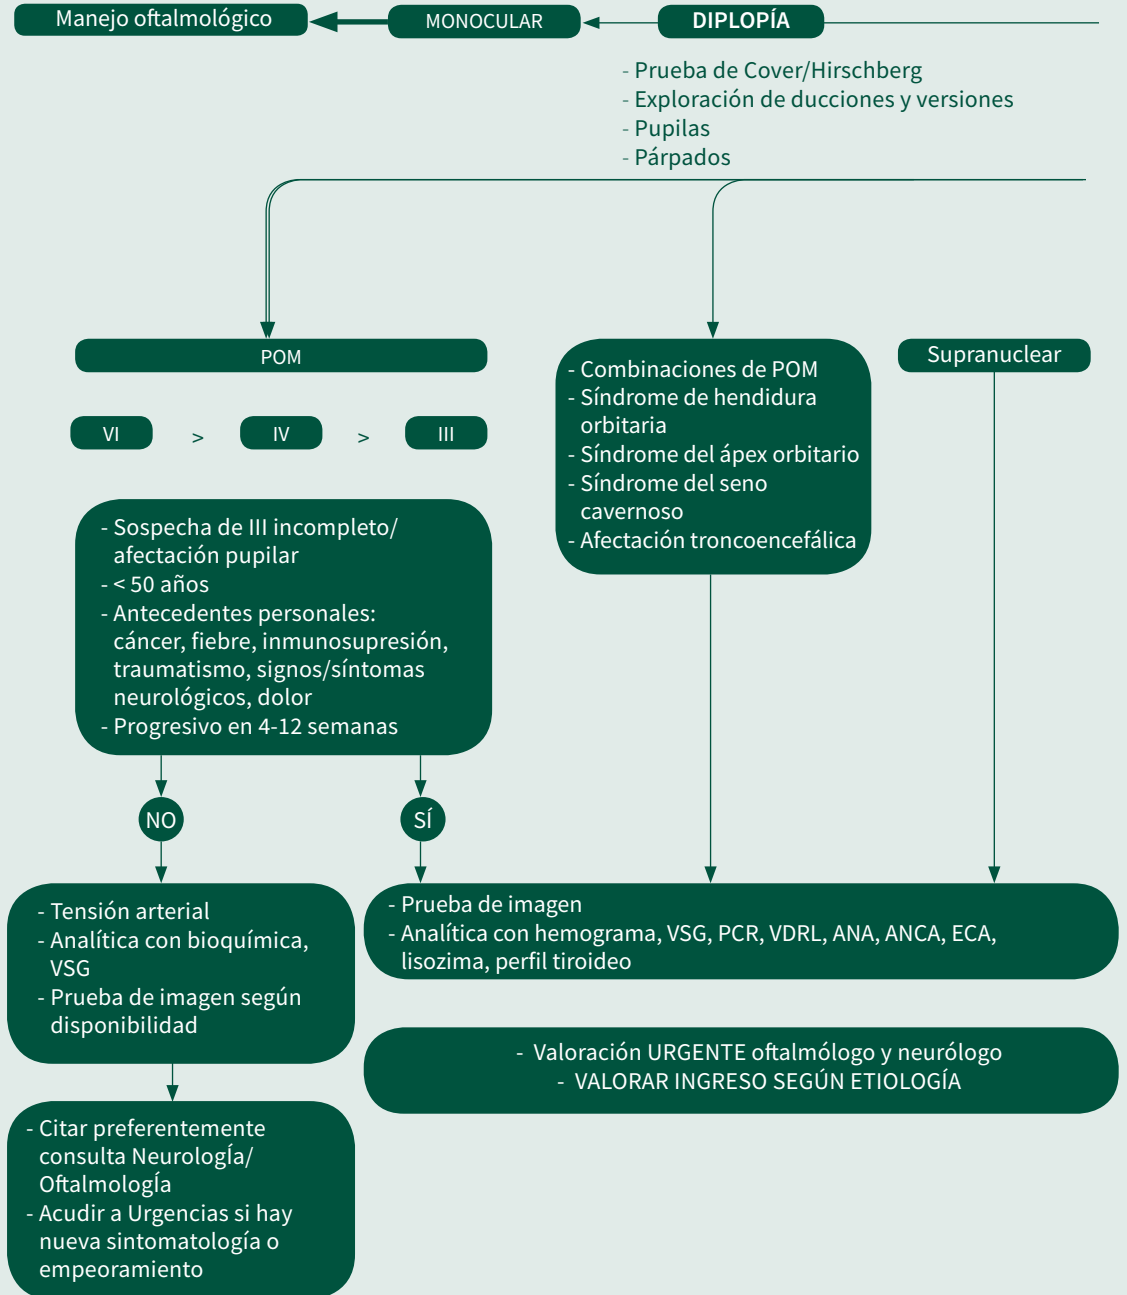 Manejo oftalmológico
MONOCULAR
DIPLOPÍA
- Prueba de Cover/Hirschberg
- Exploración de ducciones y versiones
- Pupilas
- Párpados
POM
VI > IV > III
- Combinaciones de POM
- Síndrome de hendidura
orbitaria
- Síndrome del ápex orbitario
- Síndrome del seno
cavernoso
- Afectación troncoencefálica
Supranuclear
- Sospecha de III incompleto/
afectación pupilar
- < 50 años
- Antecedentes personales:
cáncer, fiebre, inmunosupresión,
traumatismo, signos/síntomas
neurológicos, dolor
- Progresivo en 4-12 semanas
NO
SÍ
- Tensión arterial
- Analítica con bioquímica,
VSG
- Prueba de imagen según
disponibilidad
- Prueba de imagen
- Analítica con hemograma, VSG, PCR, VDRL, ANA, ANCA, ECA,
lisozima, perfil tiroideo
- Valoración URGENTE oftalmólogo y neurólogo
- VALORAR INGRESO SEGÚN ETIOLOGÍA
- Citar preferentemente
consulta NeurologÍa/
OftalmologÍa
- Acudir a Urgencias si hay
nueva sintomatología o
empeoramiento